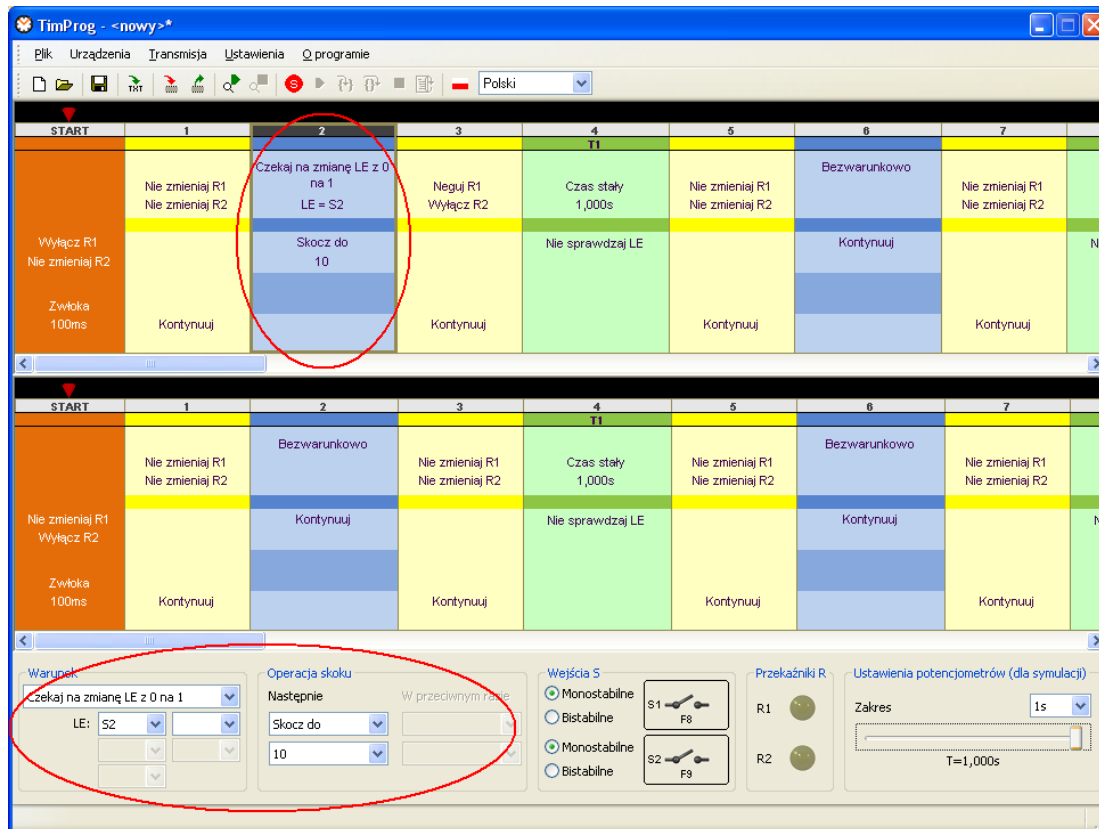 TimProg - <nowy>*
Plik Urządzenia Transmisja Ustawienia O programie
TXT S Polski
START 1 2 3 4 5 6 7
T1
Czekaj na zmianę LE z 0 na 1
LE = S2
Skocz do
10
Nie zmieniaj R1
Nie zmieniaj R2
Neguj R1
Wyłącz R2
Czas stały
1,000s
Nie zmieniaj R1
Nie zmieniaj R2
Bezwarunkowo
Nie zmieniaj R1
Nie zmieniaj R2
Wyłącz R1
Nie zmieniaj R2
Nie sprawdzaj LE
Kontynuuj
N
Zwłoka
100ms
Kontynuuj
Kontynuuj
Kontynuuj
Kontynuuj
START 1 2 3 4 5 6 7
T1
Bezwarunkowo
Bezwarunkowo
Nie zmieniaj R1
Nie zmieniaj R2
Nie zmieniaj R1
Nie zmieniaj R2
Czas stały
1,000s
Nie zmieniaj R1
Nie zmieniaj R2
Nie zmieniaj R1
Nie zmieniaj R2
Nie zmieniaj R1
Wyłącz R2
Kontynuuj
Nie sprawdzaj LE
Kontynuuj
N
Zwłoka
100ms
Kontynuuj
Kontynuuj
Kontynuuj
Kontynuuj
Warunek
Czekaj na zmianę LE z 0 na 1
LE: S2
Operacja skoku
Następnie W przeciwnym razie
Skocz do
10
Wejścia S
Monostabilne
Bistabilne
S1
F8
Monostabilne
Bistabilne
S2
F9
Przekaźniki R
R1
R2
Ustawienia potencjometrów (dla symulacji)
Zakres 1s
T=1,000s